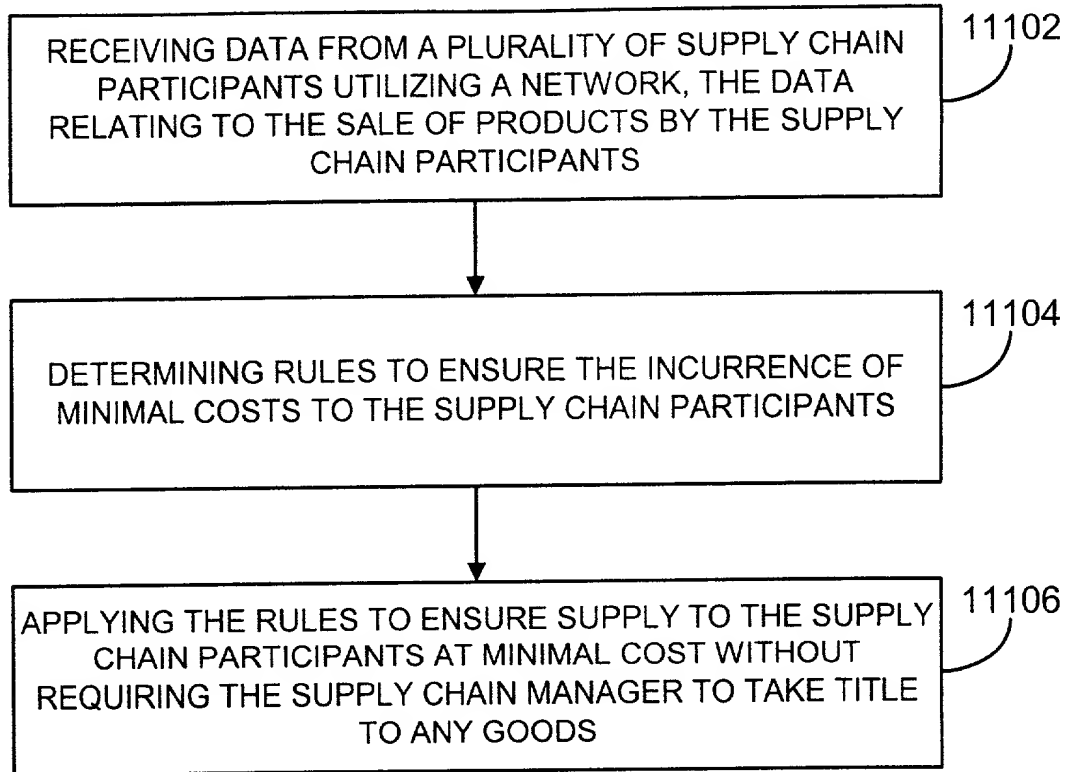 RECEIVING DATA FROM A PLURALITY OF SUPPLY CHAIN
PARTICIPANTS UTILIZING A NETWORK, THE DATA
RELATING TO THE SALE OF PRODUCTS BY THE SUPPLY
CHAIN PARTICIPANTS
11102
DETERMINING RULES TO ENSURE THE INCURRENCE OF
MINIMAL COSTS TO THE SUPPLY CHAIN PARTICIPANTS
11104
APPLYING THE RULES TO ENSURE SUPPLY TO THE SUPPLY
CHAIN PARTICIPANTS AT MINIMAL COST WITHOUT
REQUIRING THE SUPPLY CHAIN MANAGER TO TAKE TITLE
TO ANY GOODS
11106